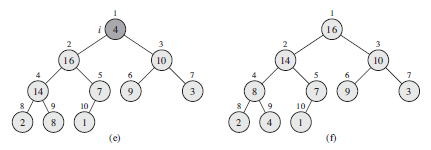 1 1
i 4 16
2 3 2 3
16 10 14 10
4 5 6 7 4 5 6 7
14 7 9 3 8 7 9 3
8 9 10 8 9 10
2 8 1 2 4 1
(e) (f)